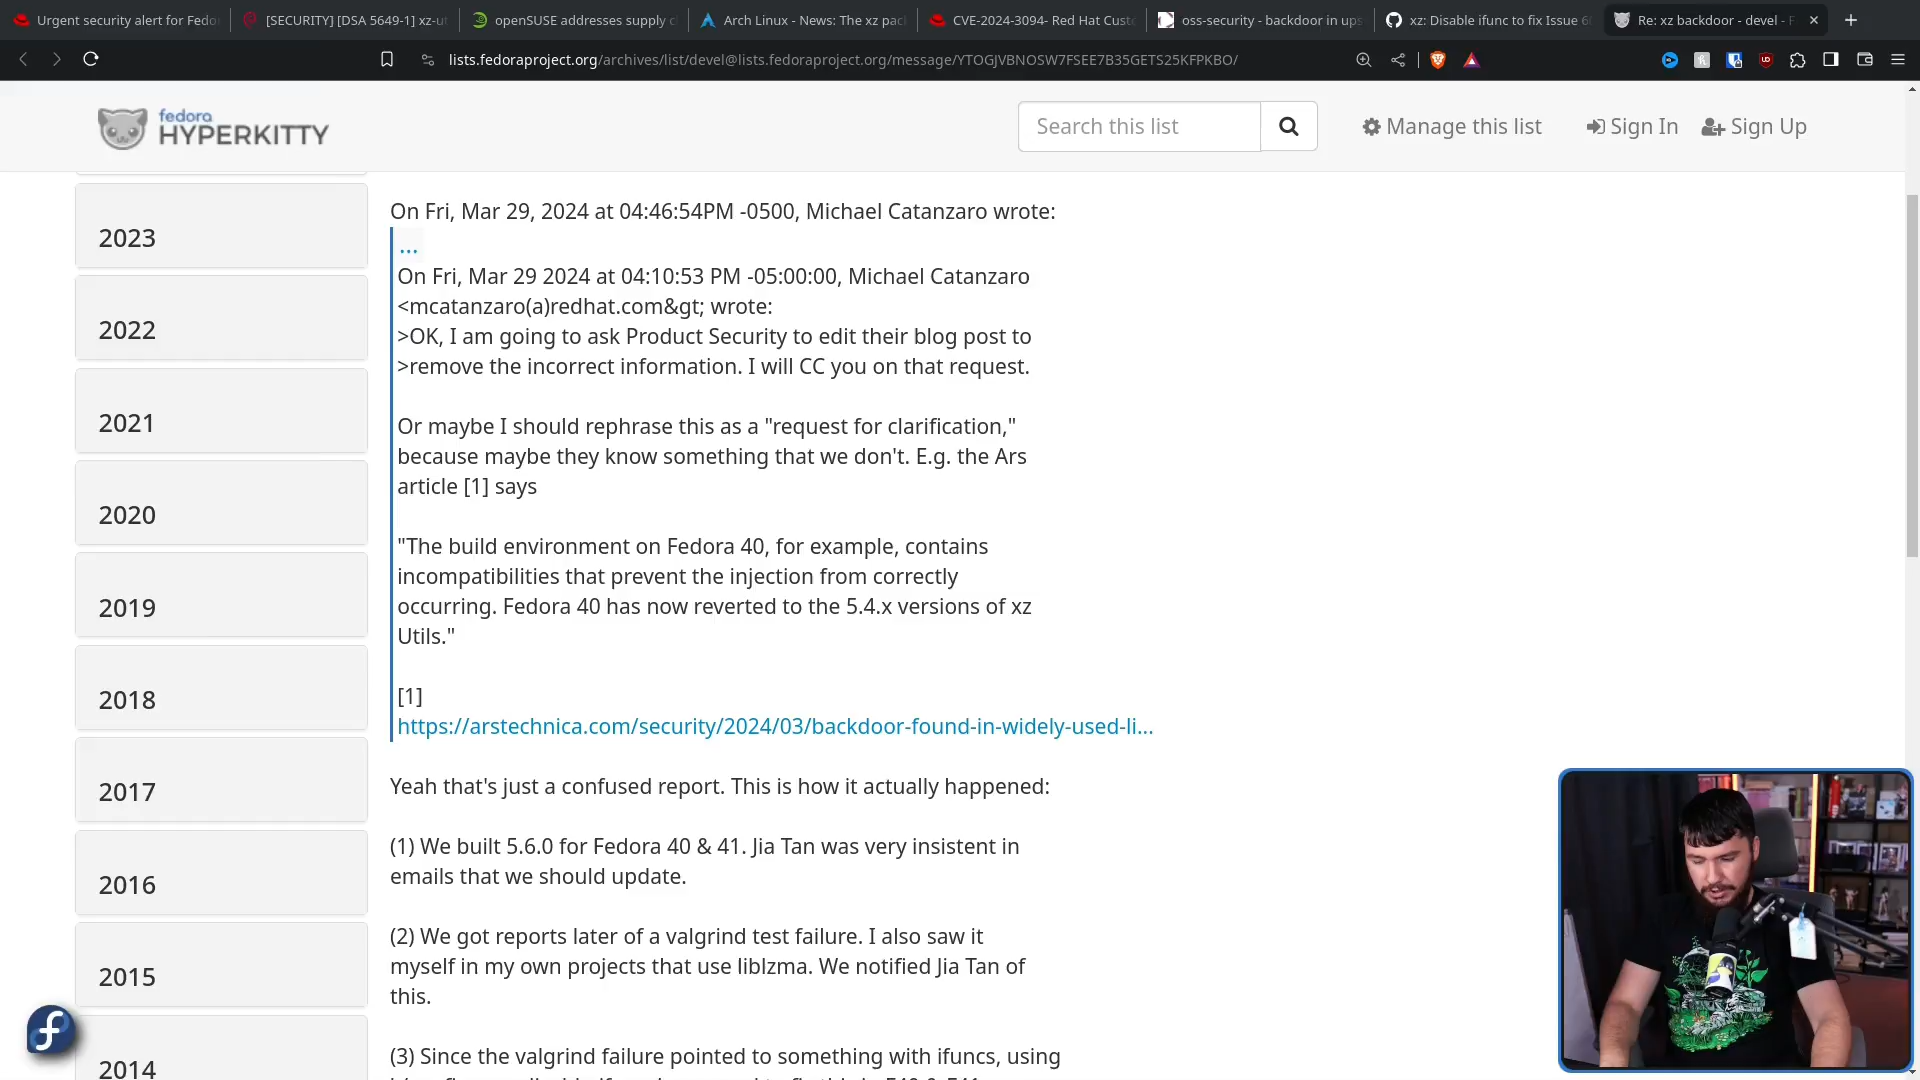 Urgent security alert for Fedo
[SECURITY] [DSA 5649-1] xz-ut
openSUSE addresses supply c
Arch Linux - News: The xz pac
CVE-2024-3094- Red Hat Custo
oss-security - backdoor in ups
xz: Disable ifunc to fix Issue 6
Re: xz backdoor - devel - F
lists.fedoraproject.org/archives/list/devel@lists.fedoraproject.org/message/YTOGJVBNOSW7FSEE7B35GETS25KFPKBO/
fedora
HYPERKITTY
Search this list
Manage this list
Sign In
Sign Up
2023
2022
2021
2020
2019
2018
2017
2016
2015
2014
On Fri, Mar 29, 2024 at 04:46:54PM -0500, Michael Catanzaro wrote:
...
On Fri, Mar 29 2024 at 04:10:53 PM -05:00:00, Michael Catanzaro
<mcatanzaro(a)redhat.com&gt; wrote:
>OK, I am going to ask Product Security to edit their blog post to
>remove the incorrect information. I will CC you on that request.
Or maybe I should rephrase this as a "request for clarification,"
because maybe they know something that we don't. E.g. the Ars
article [1] says
"The build environment on Fedora 40, for example, contains
incompatibilities that prevent the injection from correctly
occurring. Fedora 40 has now reverted to the 5.4.x versions of xz
Utils."
[1]
https://arstechnica.com/security/2024/03/backdoor-found-in-widely-used-li...
Yeah that's just a confused report. This is how it actually happened:
(1) We built 5.6.0 for Fedora 40 & 41. Jia Tan was very insistent in
emails that we should update.
(2) We got reports later of a valgrind test failure. I also saw it
myself in my own projects that use liblzma. We notified Jia Tan of
this.
(3) Since the valgrind failure pointed to something with ifuncs, using